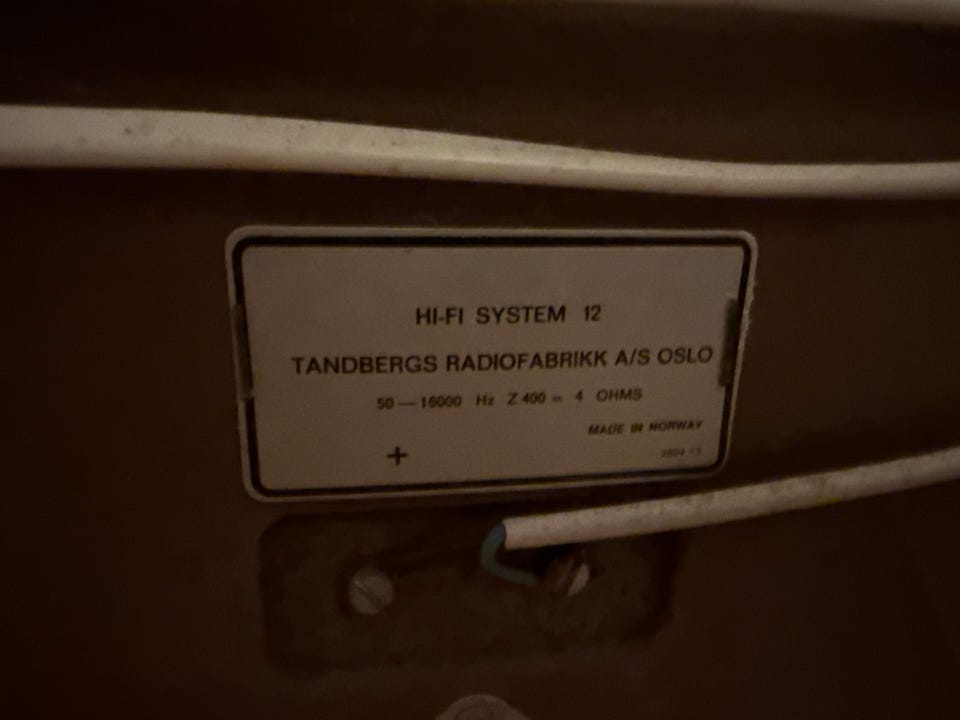 HI-FI SYSTEM 12
TANDBERGS RADIOFABRIKK A/S OSLO
50 — 16000 Hz Z 400 = 4 OHMS
MADE IN NORWAY
+